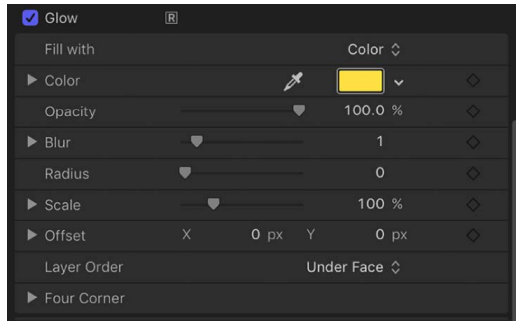 Glow R
Fill with Color
Color
Opacity 100.0 %
Blur 1
Radius 0
Scale 100 %
Offset X 0 px Y 0 px
Layer Order Under Face
Four Corner